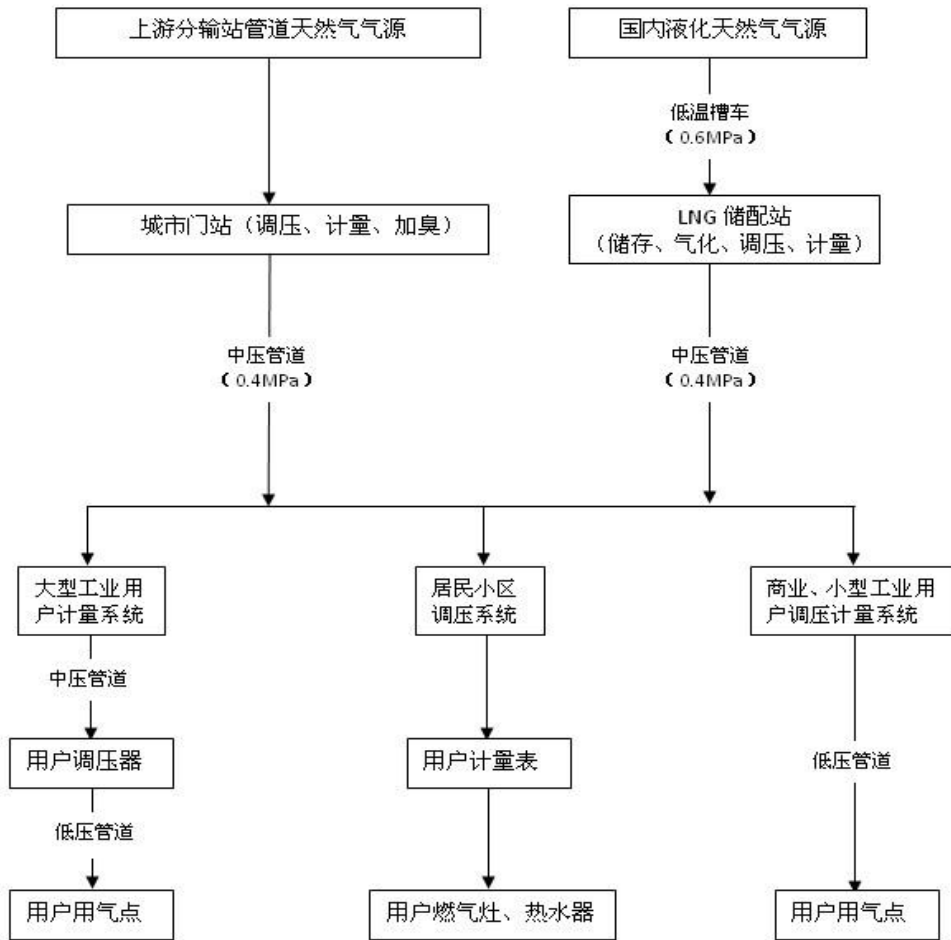 上游分输站管道天然气气源
国内液化天然气气源
低温槽车
（0.6MPa）
城市门站（调压、计量、加臭）
LNG 储配站
（储存、气化、调压、计量）
中压管道
（0.4MPa）
中压管道
（0.4MPa）
大型工业用
户计量系统
居民小区
调压系统
商业、小型工业用
户调压计量系统
中压管道
用户调压器
用户计量表
低压管道
低压管道
用户用气点
用户燃气灶、热水器
用户用气点